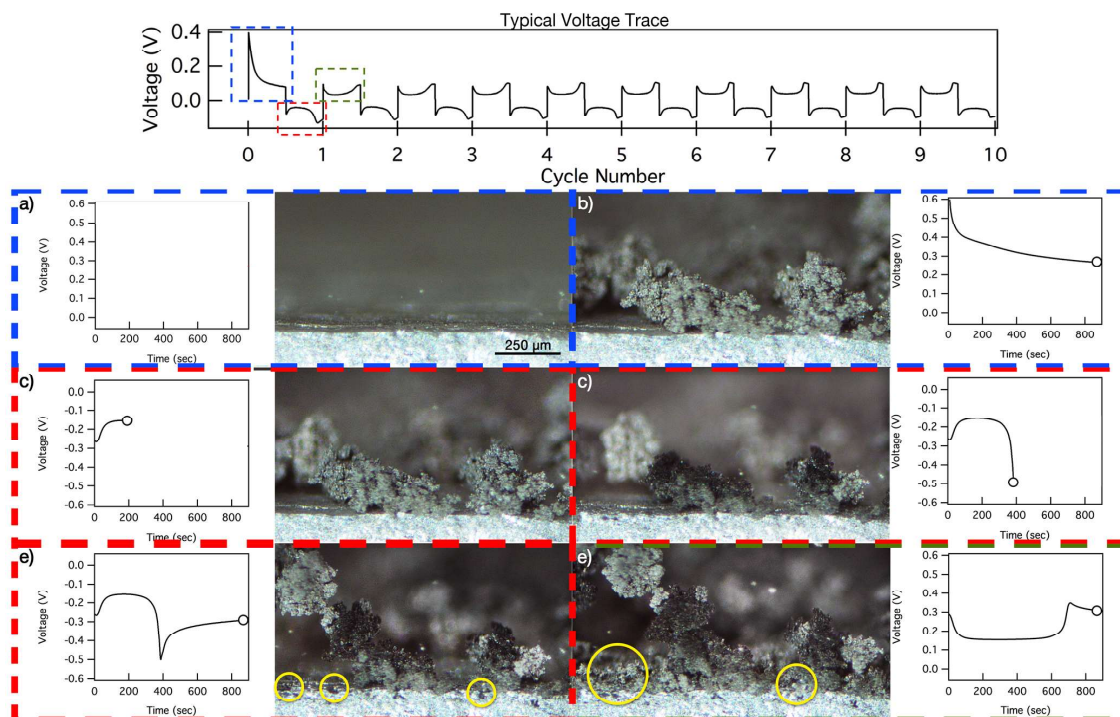 Typical Voltage Trace
Voltage (V)
0.4
0.2
0.0
0 1 2 3 4 5 6 7 8 9 10
Cycle Number
a)
Voltage (V)
0.6
0.5
0.4
0.3
0.2
0.1
0.0
0 200 400 600 800
Time (sec)
250 µm
b)
Voltage (V)
0.6
0.5
0.4
0.3
0.2
0.1
0.0
0 200 400 600 800
Time (sec)
c)
Voltage (V)
0.0
-0.1
-0.2
-0.3
-0.4
-0.5
-0.6
0 200 400 600 800
Time (sec)
c)
Voltage (V)
0.0
-0.1
-0.2
-0.3
-0.4
-0.5
-0.6
0 200 400 600 800
Time (sec)
e)
Voltage (V)
0.0
-0.1
-0.2
-0.3
-0.4
-0.5
-0.6
0 200 400 600 800
Time (sec)
e)
Voltage (V)
0.6
0.5
0.4
0.3
0.2
0.1
0.0
0 200 400 600 800
Time (sec)